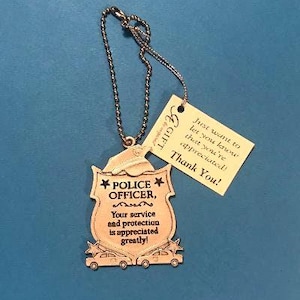 POLICE
OFFICER,
Your service
and protection
is appreciated
greatly!
GIFT
Just want to
let you know
that you're
appreciated!
Thank You!